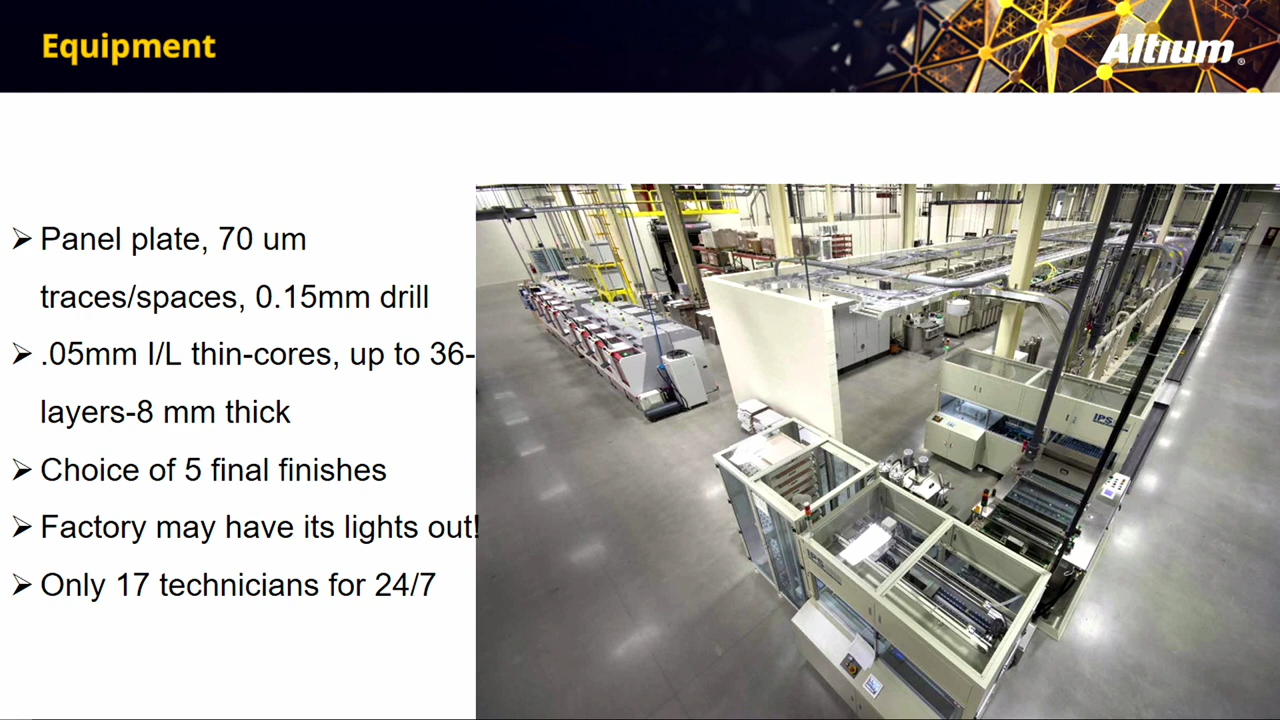 Equipment
Altıum®
➢ Panel plate, 70 um
traces/spaces, 0.15mm drill
➢ .05mm I/L thin-cores, up to 36-
layers-8 mm thick
➢ Choice of 5 final finishes
➢ Factory may have its lights out!
➢ Only 17 technicians for 24/7
IPS